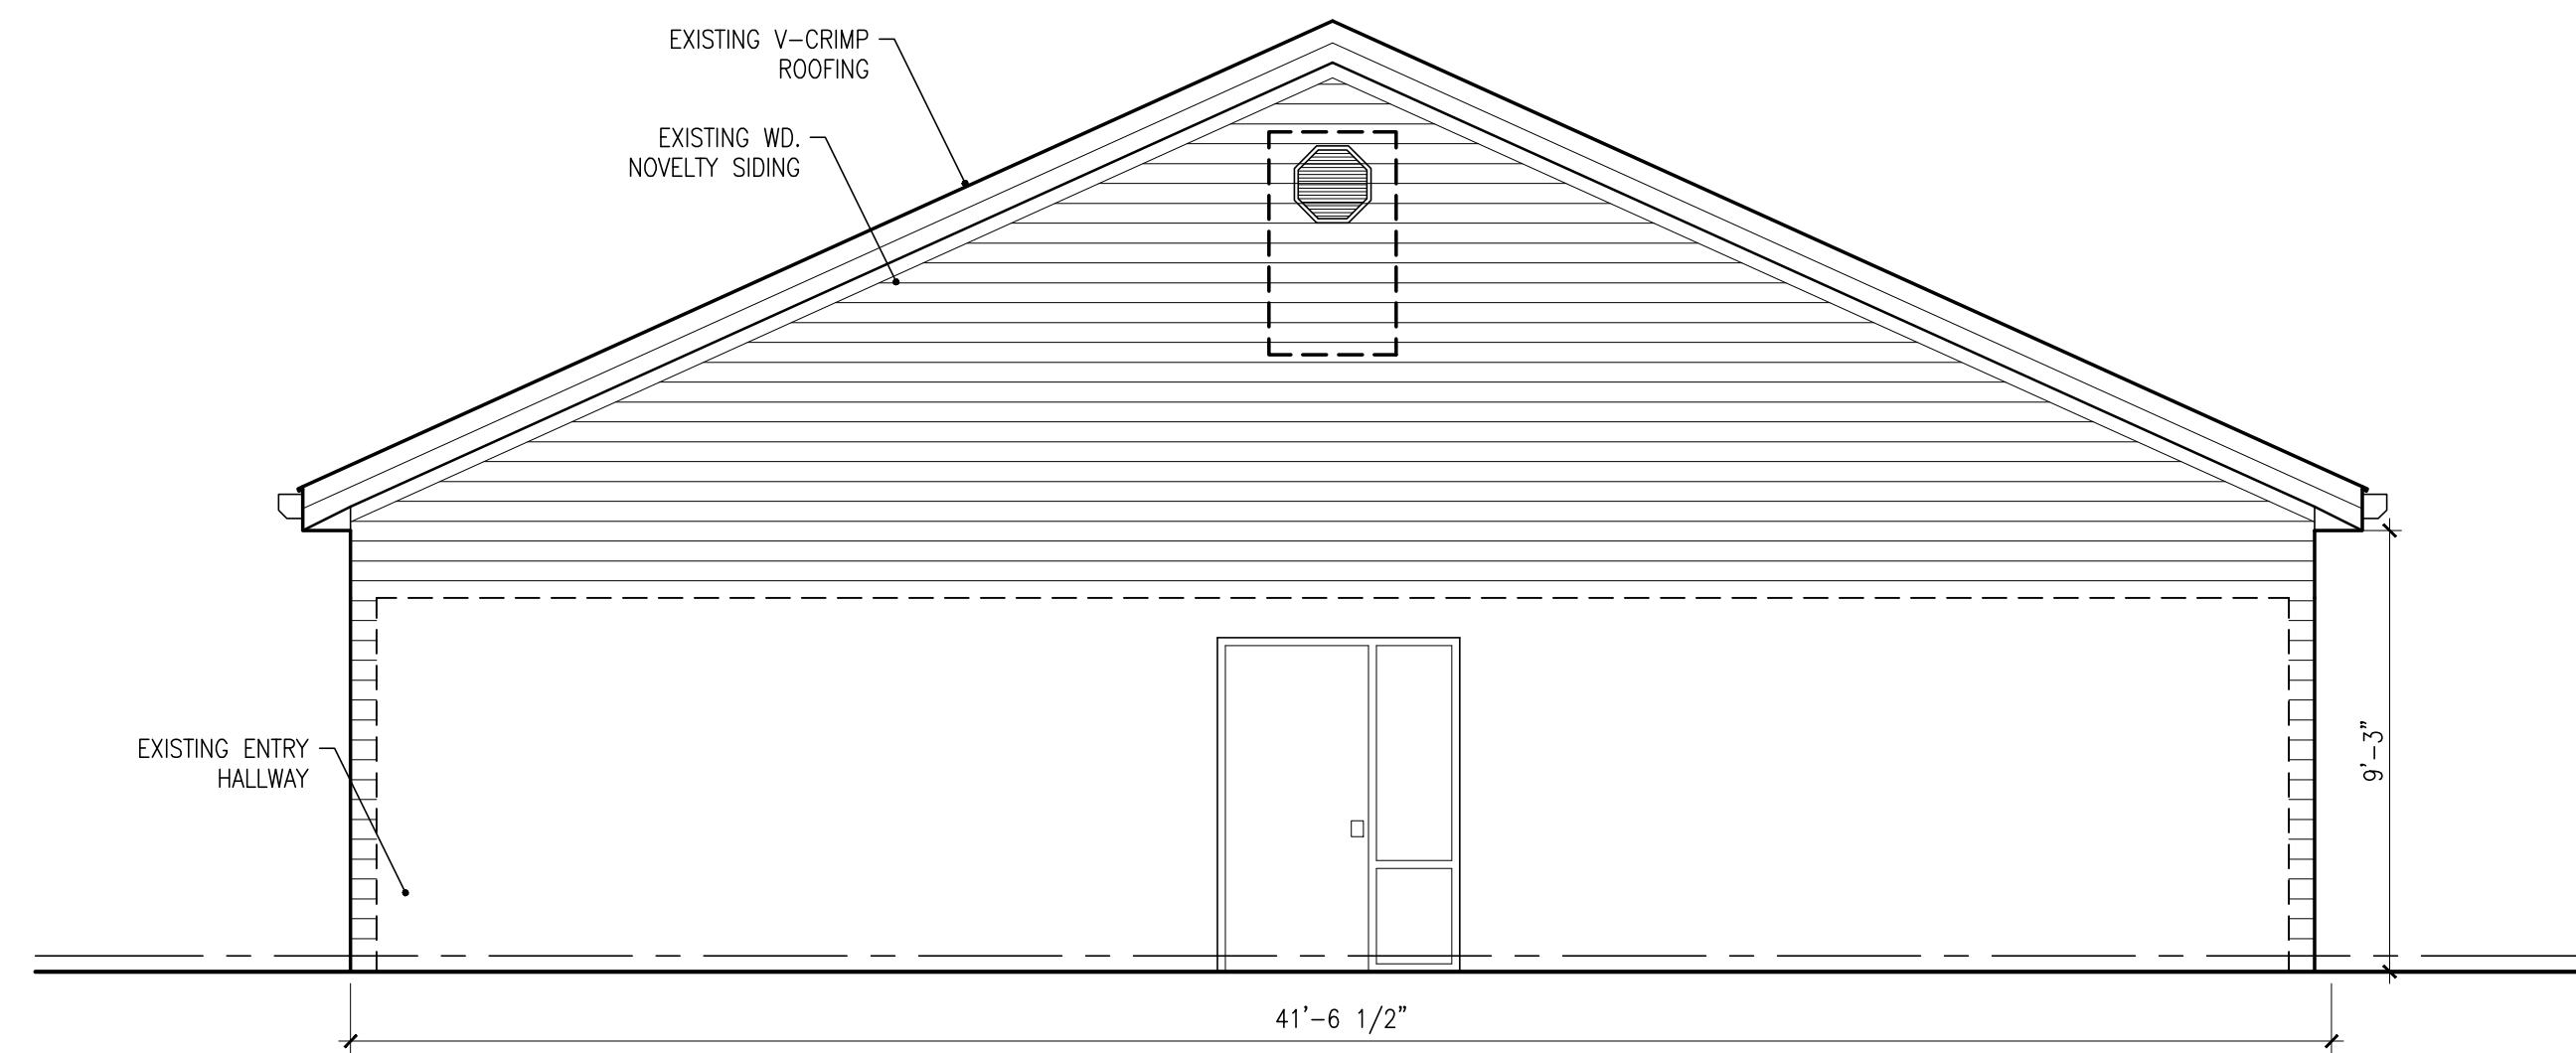 EXISTING V-CRIMP
ROOFING
EXISTING WD.
NOVELTY SIDING
EXISTING ENTRY
HALLWAY
9'-3"
41'-6 1/2"